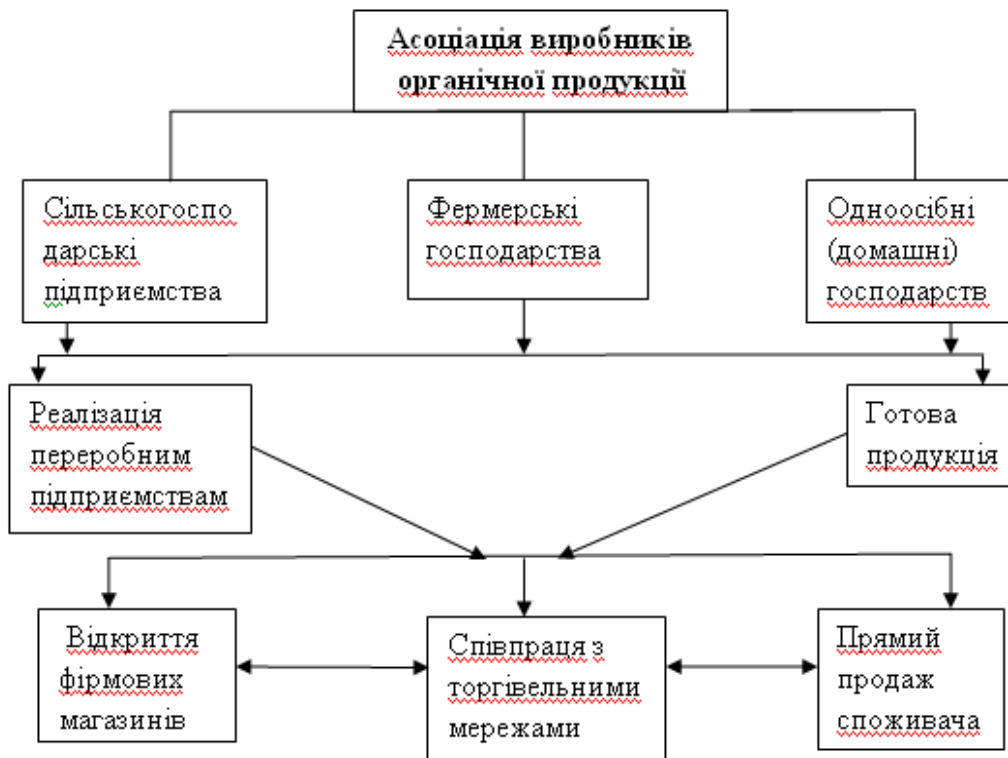 Асоціація виробників
органічної продукції
Сільськогоспо
дарські
підприємства
Фермерські
господарства
Одноосібні
(домашні)
господарств
Реалізація
переробним
підприємствам
Готова
продукція
Відкриття
фірмових
магазинів
Співпраця з
торгівельними
мережами
Прямий
продаж
споживача